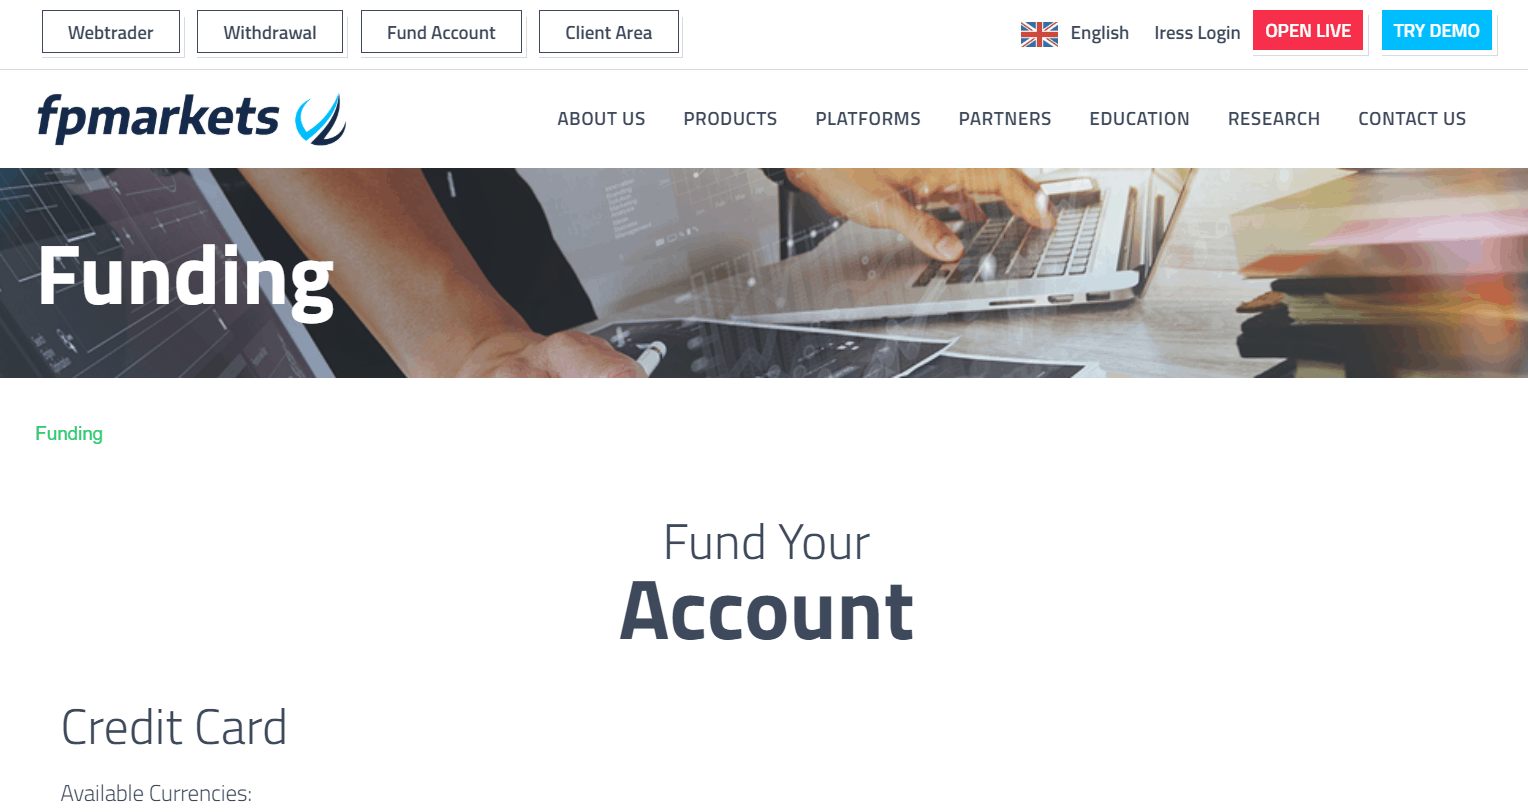 Webtrader Withdrawal Fund Account Client Area English Iress Login OPEN LIVE TRY DEMO
fpmarkets ABOUT US PRODUCTS PLATFORMS PARTNERS EDUCATION RESEARCH CONTACT US
Funding
Funding
Fund Your
Account
Credit Card
Available Currencies: